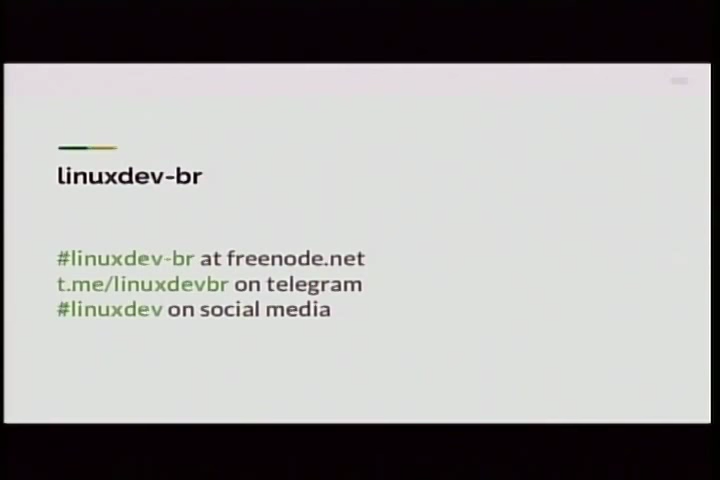 linuxdev-br
#linuxdev-br at freenode.net
t.me/linuxdevbr on telegram
#linuxdev on social media